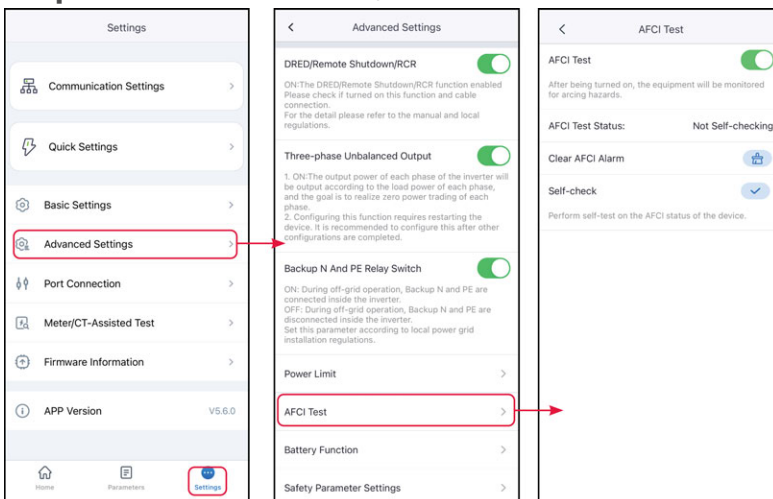 Settings
Communication Settings
Quick Settings
Basic Settings
Advanced Settings
Port Connection
Meter/CT-Assisted Test
Firmware Information
APP Version V5.6.0
Home Parameters Settings
Advanced Settings
DRED/Remote Shutdown/RCR
ON:The DRED/Remote Shutdown/RCR function enabled
Please check if turned on this function and cable
connection.
For the detail please refer to the manual and local
regulations.
Three-phase Unbalanced Output
1. ON:The output power of each phase of the inverter will
be output according to the load power of each phase,
and the goal is to realize zero power trading of each
phase.
2. Configuring this function requires restarting the
device. It is recommended to configure this after other
configurations are completed.
Backup N And PE Relay Switch
ON: During off-grid operation, Backup N and PE are
connected inside the inverter.
OFF: During off-grid operation, Backup N and PE are
disconnected inside the inverter.
Set this parameter according to local power grid
installation regulations.
Power Limit
AFCI Test
Battery Function
Safety Parameter Settings
AFCI Test
AFCI Test
After being turned on, the equipment will be monitored
for arcing hazards.
AFCI Test Status: Not Self-checking
Clear AFCI Alarm
Self-check
Perform self-test on the AFCI status of the device.